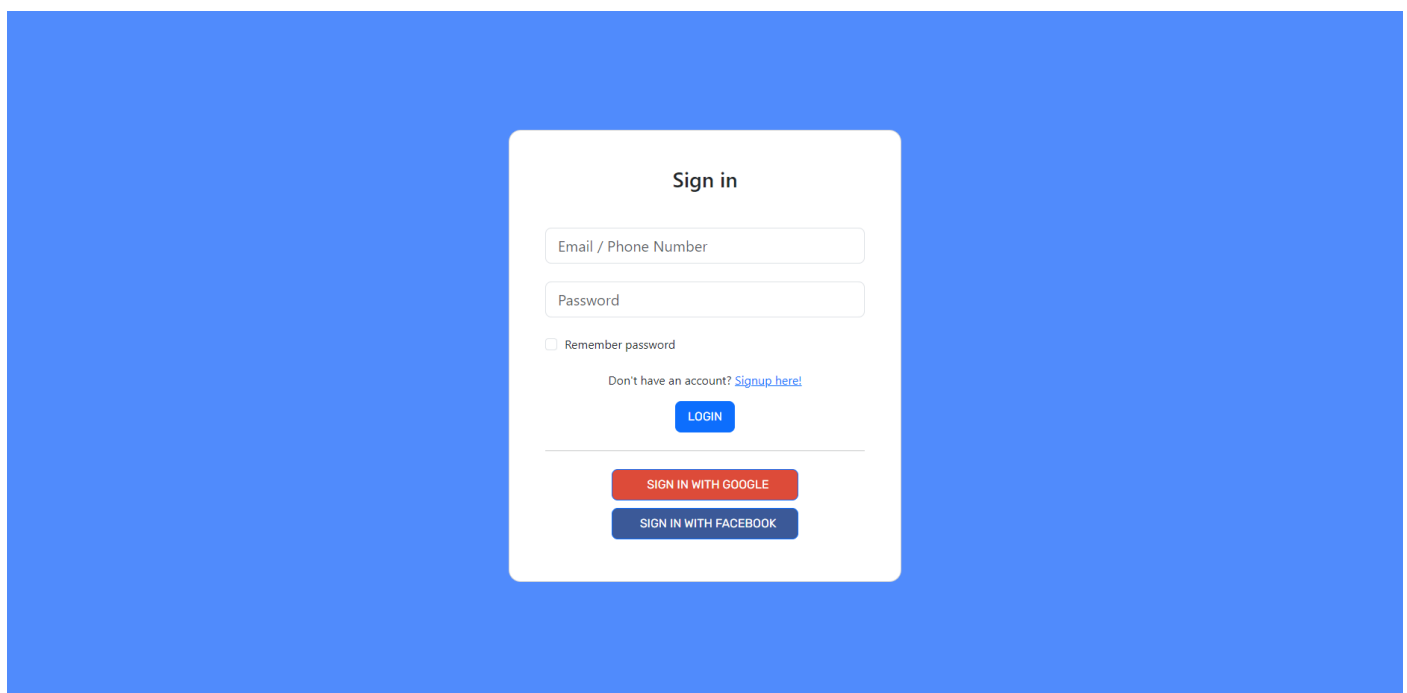 Sign in
Email / Phone Number
Password
Remember password
Don't have an account? Signup here!
LOGIN
SIGN IN WITH GOOGLE
SIGN IN WITH FACEBOOK